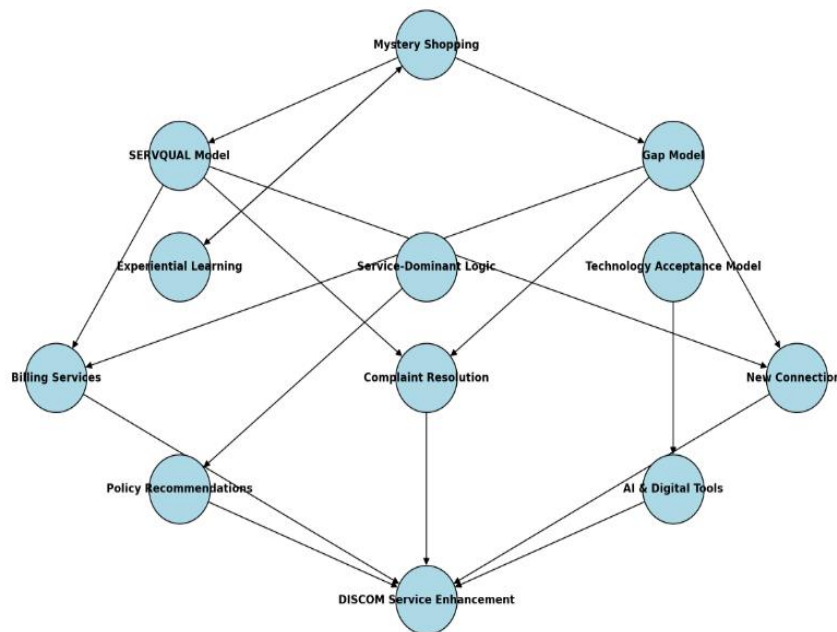 Mystery Shopping
SERVQUAL Model
Gap Model
Experiential Learning
Service-Dominant Logic
Technology Acceptance Model
Billing Services
Complaint Resolution
New Connection
Policy Recommendations
AI & Digital Tools
DISCOM Service Enhancement